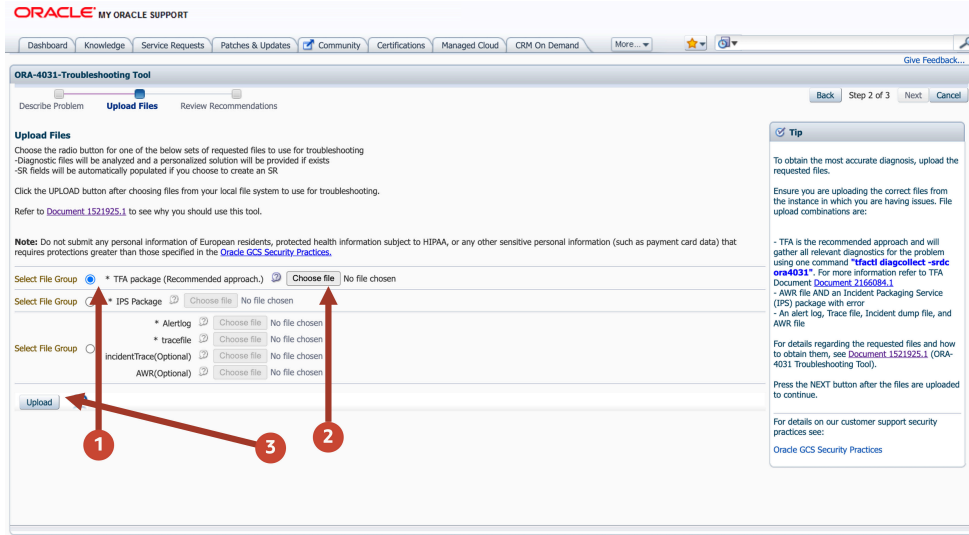 ORACLE MY ORACLE SUPPORT
Dashboard Knowledge Service Requests Patches & Updates Community Certifications Managed Cloud CRM On Demand More...
Give Feedback...
ORA-4031-Troubleshooting Tool
Describe Problem Upload Files Review Recommendations
Back Step 2 of 3 Next Cancel
Upload Files
Choose the radio button for one of the below sets of requested files to use for troubleshooting
-Diagnostic files will be analyzed and a personalized solution will be provided if exists
-SR fields will be automatically populated if you choose to create an SR
Click the UPLOAD button after choosing files from your local file system to use for troubleshooting.
Refer to Document 1521925.1 to see why you should use this tool.
Note: Do not submit any personal information of European residents, protected health information subject to HIPAA, or any other sensitive personal information (such as payment card data) that
requires protections greater than those specified in the Oracle GCS Security Practices.
Select File Group * TFA package (Recommended approach.) Choose file No file chosen
Select File Group * IPS Package Choose file No file chosen
* Alertlog Choose file No file chosen
* tracefile Choose file No file chosen
Select File Group
incidentTrace(Optional) Choose file No file chosen
AWR(Optional) Choose file No file chosen
Upload
1
3
2
Tip
To obtain the most accurate diagnosis, upload the
requested files.
Ensure you are uploading the correct files from
the instance in which you are having issues. File
upload combinations are:
- TFA is the recommended approach and will
gather all relevant diagnostics for the problem
using one command "tfactl diagcollect -srdc
ora4031". For more information refer to TFA
Document Document 2166084.1
- AWR file AND an Incident Packaging Service
(IPS) package with error
- An alert log, Trace file, Incident dump file, and
AWR file
For details regarding the requested files and how
to obtain them, see Document 1521925.1 (ORA-
4031 Troubleshooting Tool).
Press the NEXT button after the files are uploaded
to continue.
For details on our customer support security
practices see:
Oracle GCS Security Practices